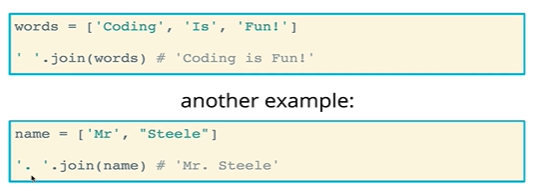 words = ['Coding', 'Is', 'Fun!']
' '.join(words) # 'Coding is Fun!'
another example:
name = ['Mr', "Steele"]
'. '.join(name) # 'Mr. Steele'